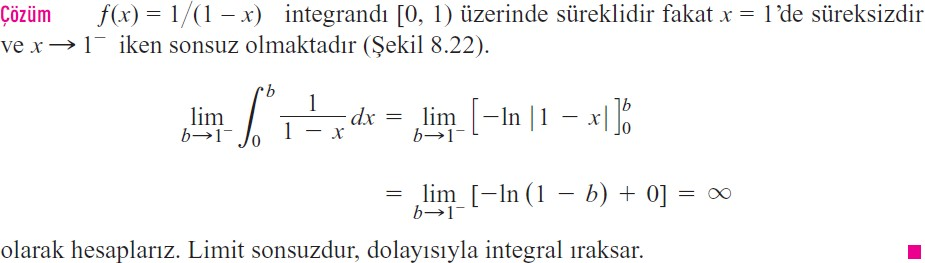 Çözüm f(x) = 1/(1 – x) integrandı [0, 1) üzerinde süreklidir fakat x = 1’de süreksizdir
ve x → 1⁻ iken sonsuz olmaktadır (Şekil 8.22).
lim_{b→1⁻} ∫₀ᵇ 1/(1 − x) dx = lim_{b→1⁻} [−ln |1 − x|]₀ᵇ
= lim_{b→1⁻} [−ln (1 − b) + 0] = ∞
olarak hesaplarız. Limit sonsuzdur, dolayısıyla integral ıraksar.